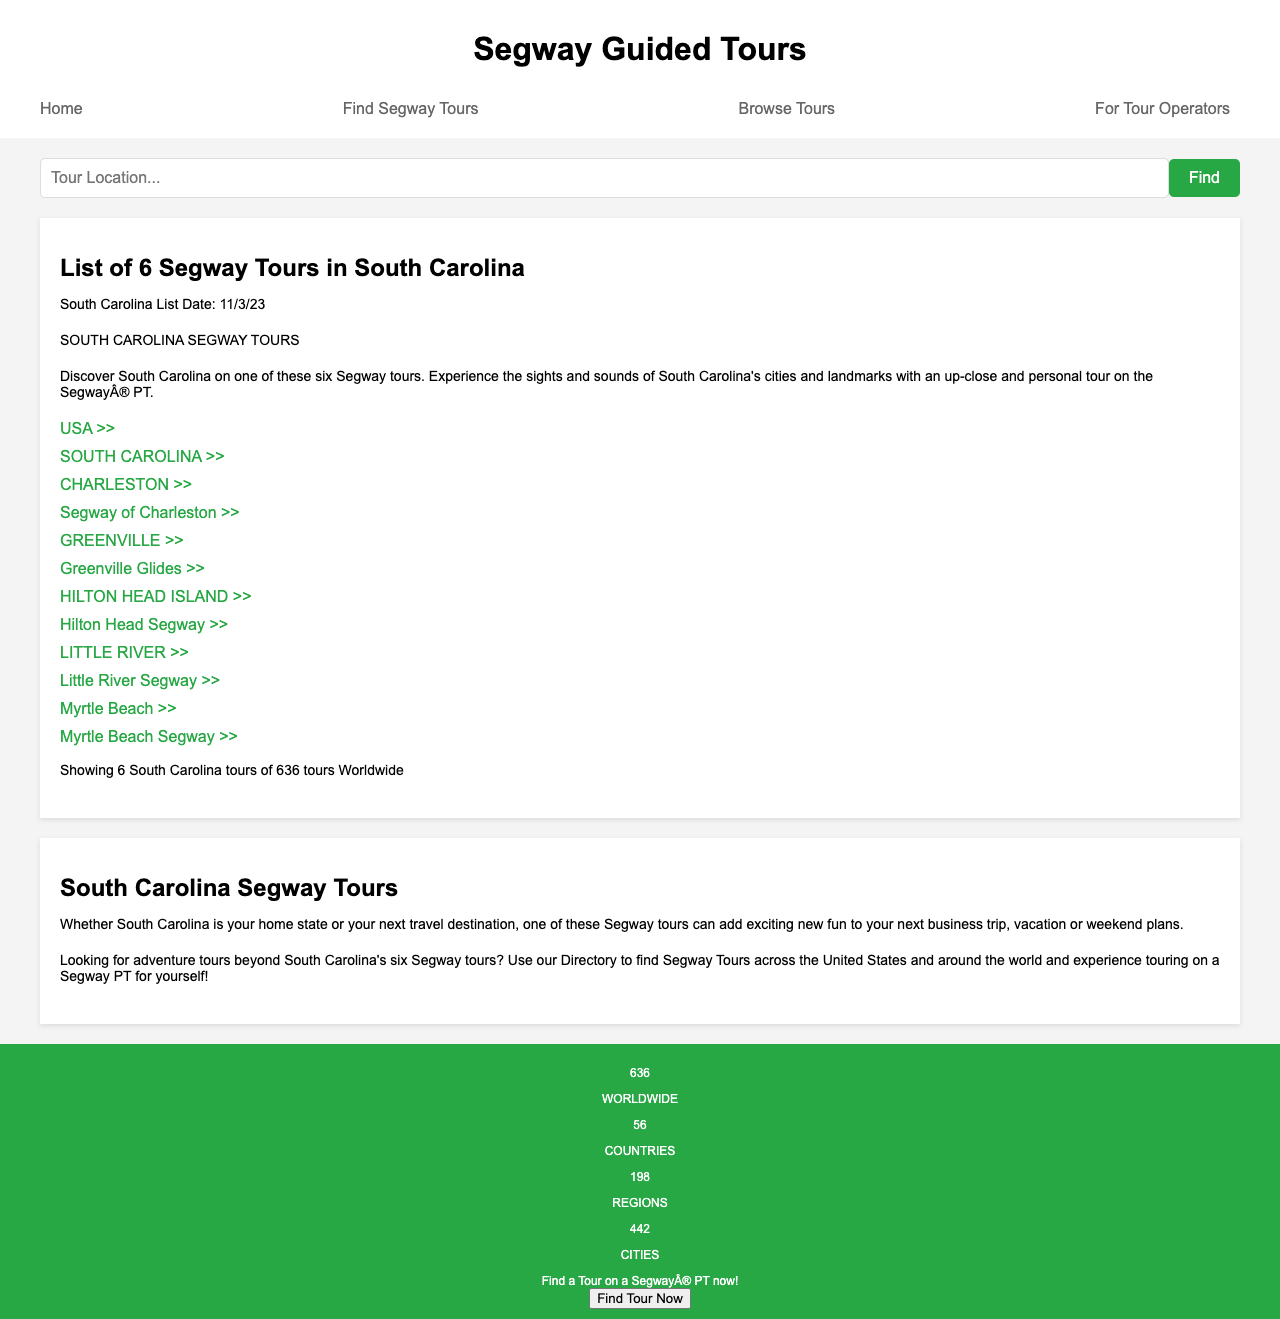 Segway Guided Tours
Home
Find Segway Tours
Browse Tours
For Tour Operators
Tour Location...
Find
List of 6 Segway Tours in South Carolina
South Carolina List Date: 11/3/23
SOUTH CAROLINA SEGWAY TOURS
Discover South Carolina on one of these six Segway tours. Experience the sights and sounds of South Carolina's cities and landmarks with an up-close and personal tour on the
SegwayÂ® PT.
USA >>
SOUTH CAROLINA >>
CHARLESTON >>
Segway of Charleston >>
GREENVILLE >>
Greenville Glides >>
HILTON HEAD ISLAND >>
Hilton Head Segway >>
LITTLE RIVER >>
Little River Segway >>
Myrtle Beach >>
Myrtle Beach Segway >>
Showing 6 South Carolina tours of 636 tours Worldwide
South Carolina Segway Tours
Whether South Carolina is your home state or your next travel destination, one of these Segway tours can add exciting new fun to your next business trip, vacation or weekend plans.
Looking for adventure tours beyond South Carolina's six Segway tours? Use our Directory to find Segway Tours across the United States and around the world and experience touring on a
Segway PT for yourself!
636
WORLDWIDE
56
COUNTRIES
198
REGIONS
442
CITIES
Find a Tour on a SegwayÂ® PT now!
Find Tour Now